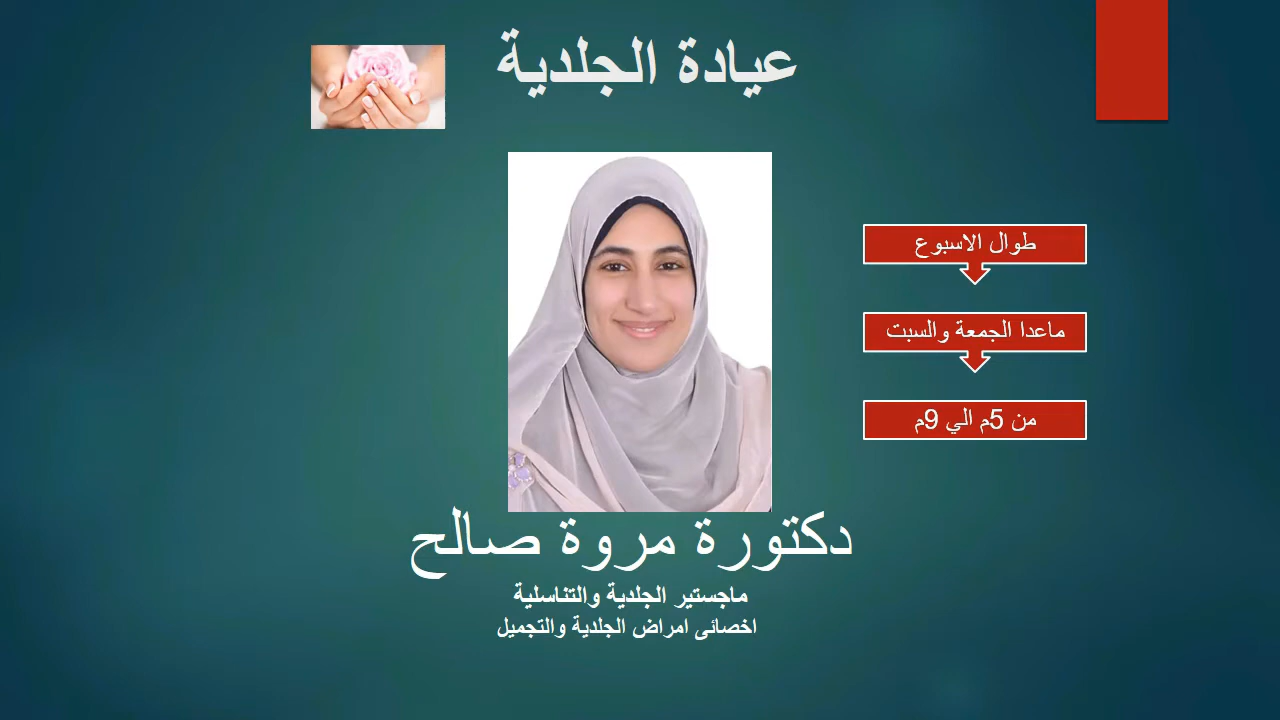 عيادة الجلدية
طوال الاسبوع
ماعدا الجمعة والسبت
من 5م الي 9م
دكتورة مروة صالح
ماجستير الجلدية والتناسلية
اخصائى امراض الجلدية والتجميل